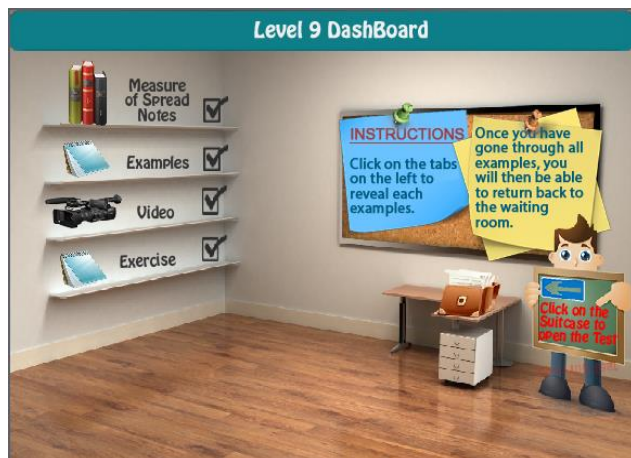 Level 9 DashBoard
Measure
of Spread
Notes
Examples
Video
Exercise
INSTRUCTIONS
Click on the tabs
on the left to
reveal each
examples.
Once you have
gone through all
examples, you
will then be able
to return back to
the waiting
room.
Click on the
Suitcase to
open the Test